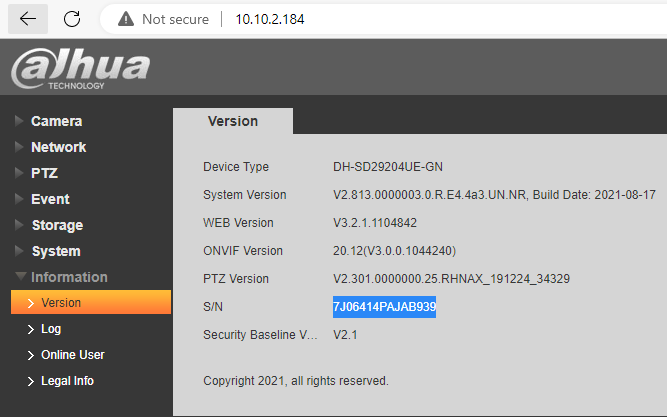 Not secure | 10.10.2.184
alhua
TECHNOLOGY
Camera
Network
PTZ
Event
Storage
System
Information
Version
Log
Online User
Legal Info
Version
Device Type DH-SD29204UE-GN
System Version V2.813.0000003.0.R.E4.4a3.UN.NR, Build Date: 2021-08-17
WEB Version V3.2.1.1104842
ONVIF Version 20.12(V3.0.0.1044240)
PTZ Version V2.301.0000000.25.RHNAX_191224_34329
S/N 7J06414PAJAB939
Security Baseline V... V2.1
Copyright 2021, all rights reserved.